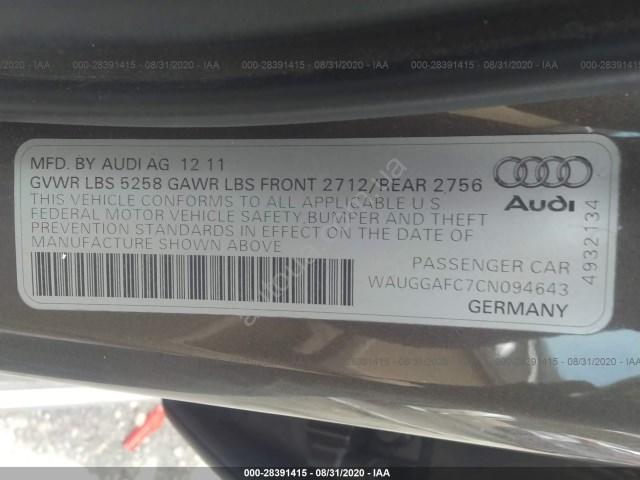 000-28391415 - 08/31/2020 - IAA
MFD. BY AUDI AG 12 11
GVWR LBS 5258 GAWR LBS FRONT 2712/REAR 2756
THIS VEHICLE CONFORMS TO ALL APPLICABLE U S
FEDERAL MOTOR VEHICLE SAFETY, BUMPER AND THEFT
PREVENTION STANDARDS IN EFFECT ON THE DATE OF
MANUFACTURE SHOWN ABOVE
Audi
4932134
PASSENGER CAR
WAUGGAFC7CN094643
GERMANY
000-28391415 - 08/31/2020 - IAA